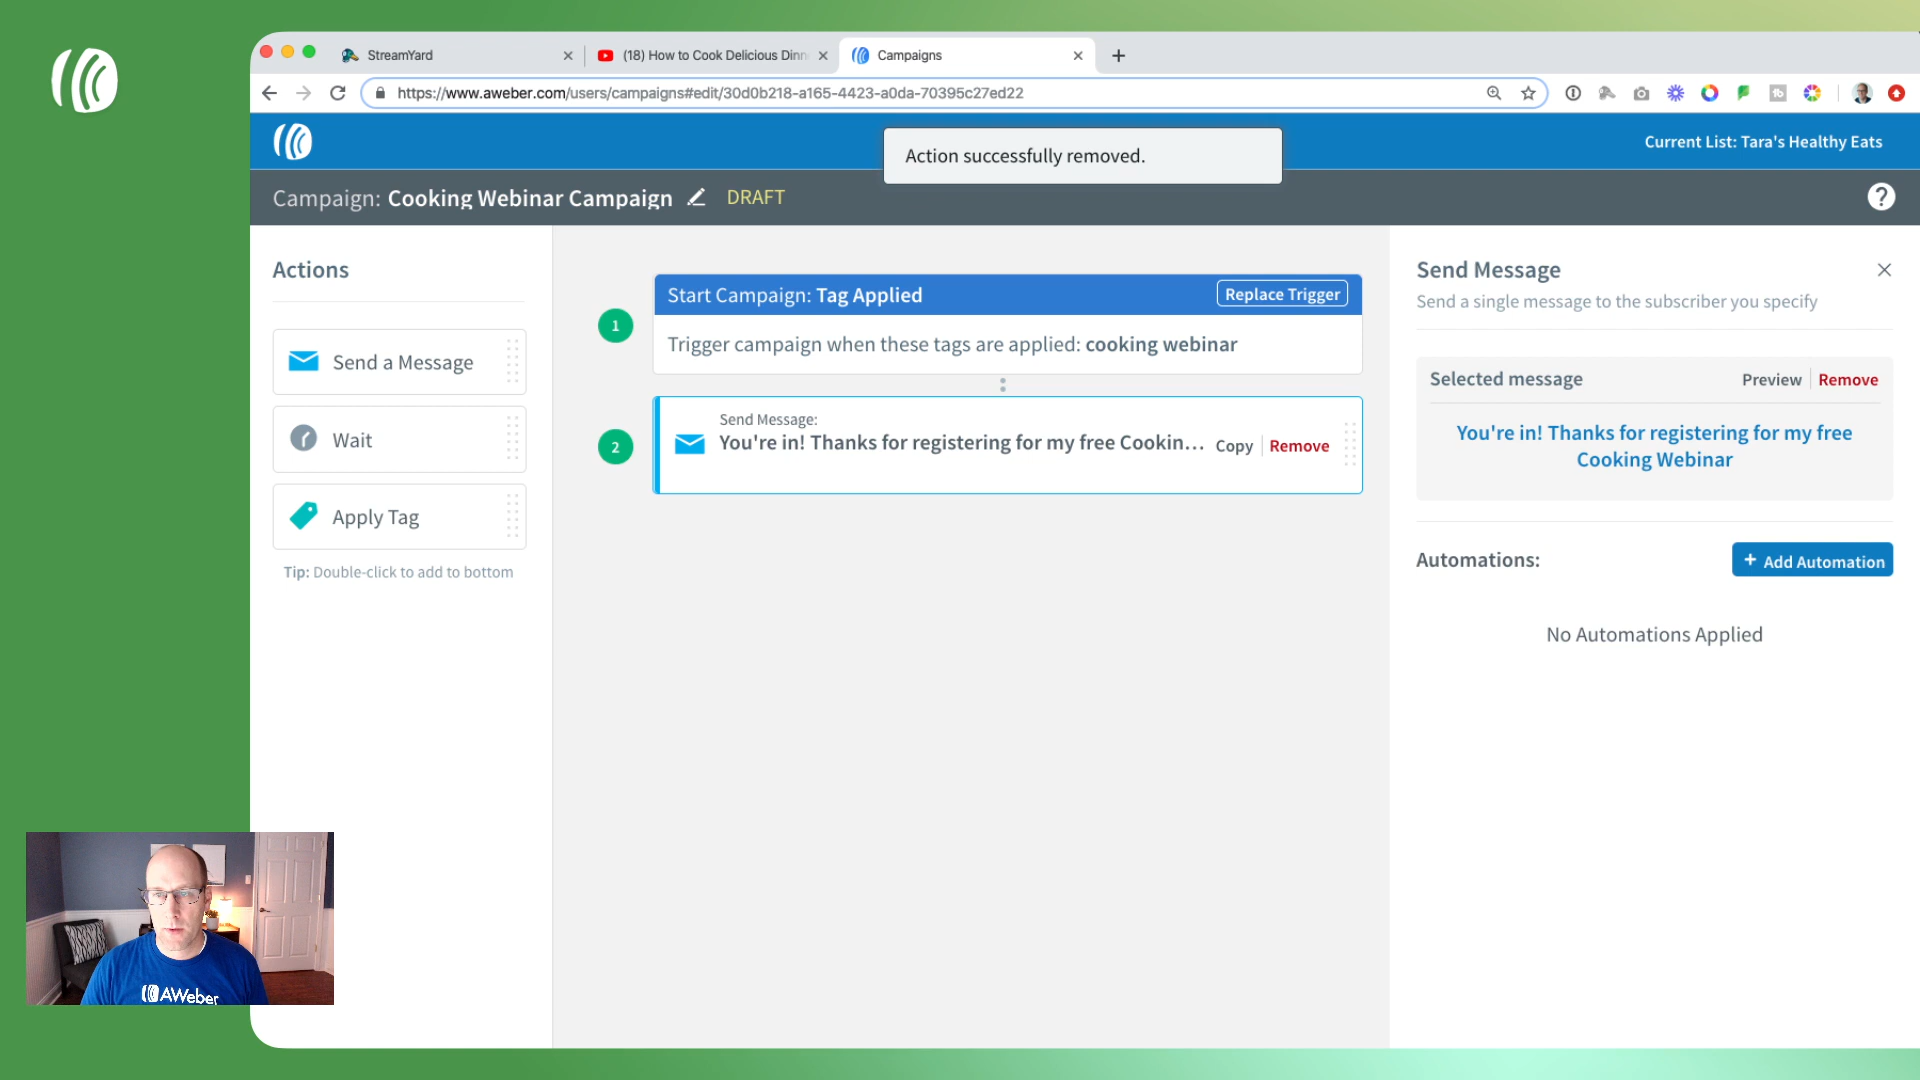 StreamYard
(18) How to Cook Delicious Dinn
Campaigns
https://www.aweber.com/users/campaigns#edit/30d0b218-a165-4423-a0da-70395c27ed22
Action successfully removed.
Current List: Tara's Healthy Eats
Campaign: Cooking Webinar Campaign
DRAFT
?
Actions
Send a Message
Wait
Apply Tag
Tip: Double-click to add to bottom
Start Campaign: Tag Applied
Replace Trigger
1
Trigger campaign when these tags are applied: cooking webinar
2
Send Message:
You're in! Thanks for registering for my free Cookin...
Copy
Remove
Send Message
Send a single message to the subscriber you specify
Selected message
Preview
Remove
You're in! Thanks for registering for my free
Cooking Webinar
Automations:
+ Add Automation
No Automations Applied
AWeber